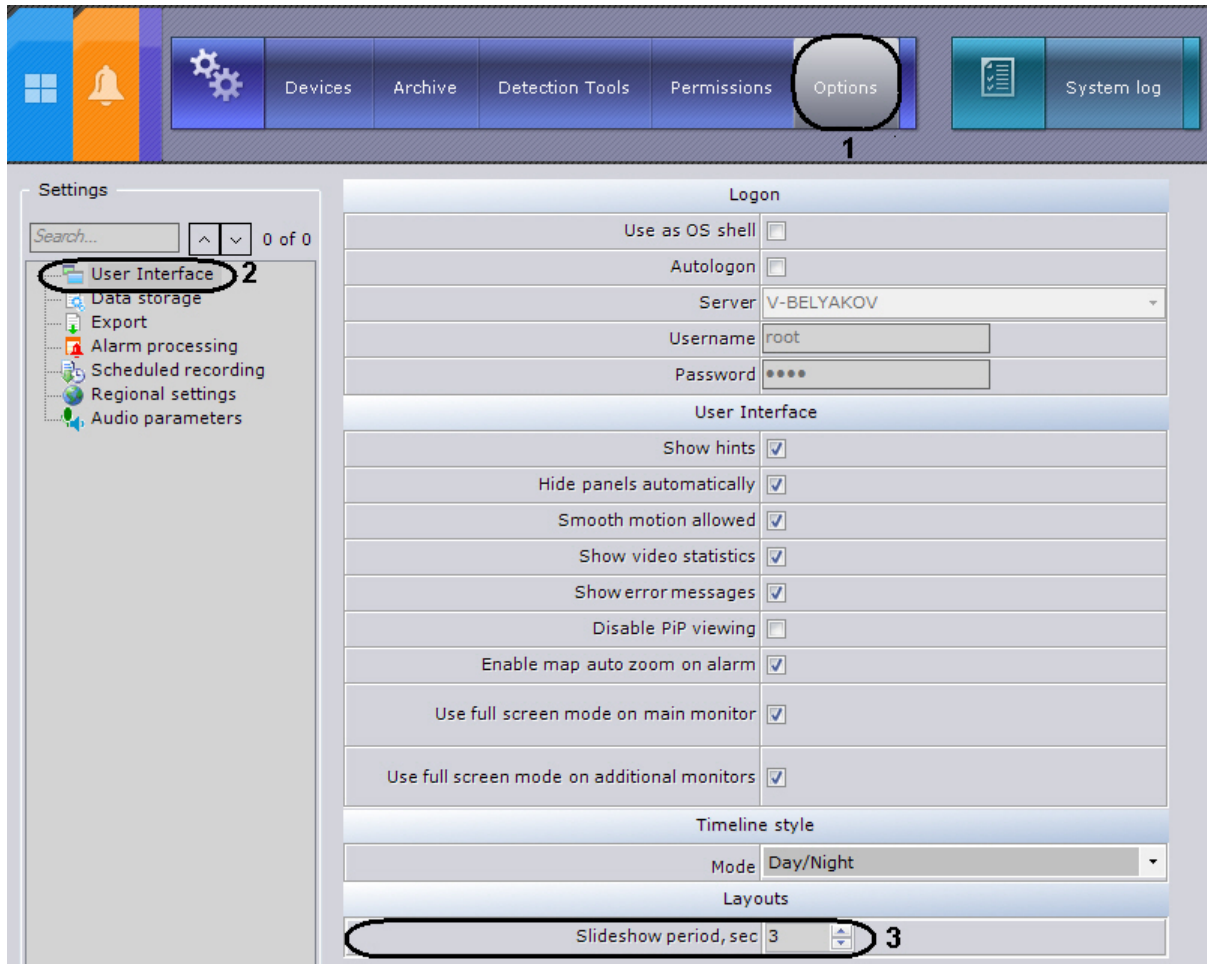 Devices Archive Detection Tools Permissions Options System log
1
Settings
Search... 0 of 0
User Interface 2
Data storage
Export
Alarm processing
Scheduled recording
Regional settings
Audio parameters
Logon
Use as OS shell
Autologon
Server V-BELYAKOV
Username root
Password ••••
User Interface
Show hints
Hide panels automatically
Smooth motion allowed
Show video statistics
Show error messages
Disable PiP viewing
Enable map auto zoom on alarm
Use full screen mode on main monitor
Use full screen mode on additional monitors
Timeline style
Mode Day/Night
Layouts
Slideshow period, sec 3 3